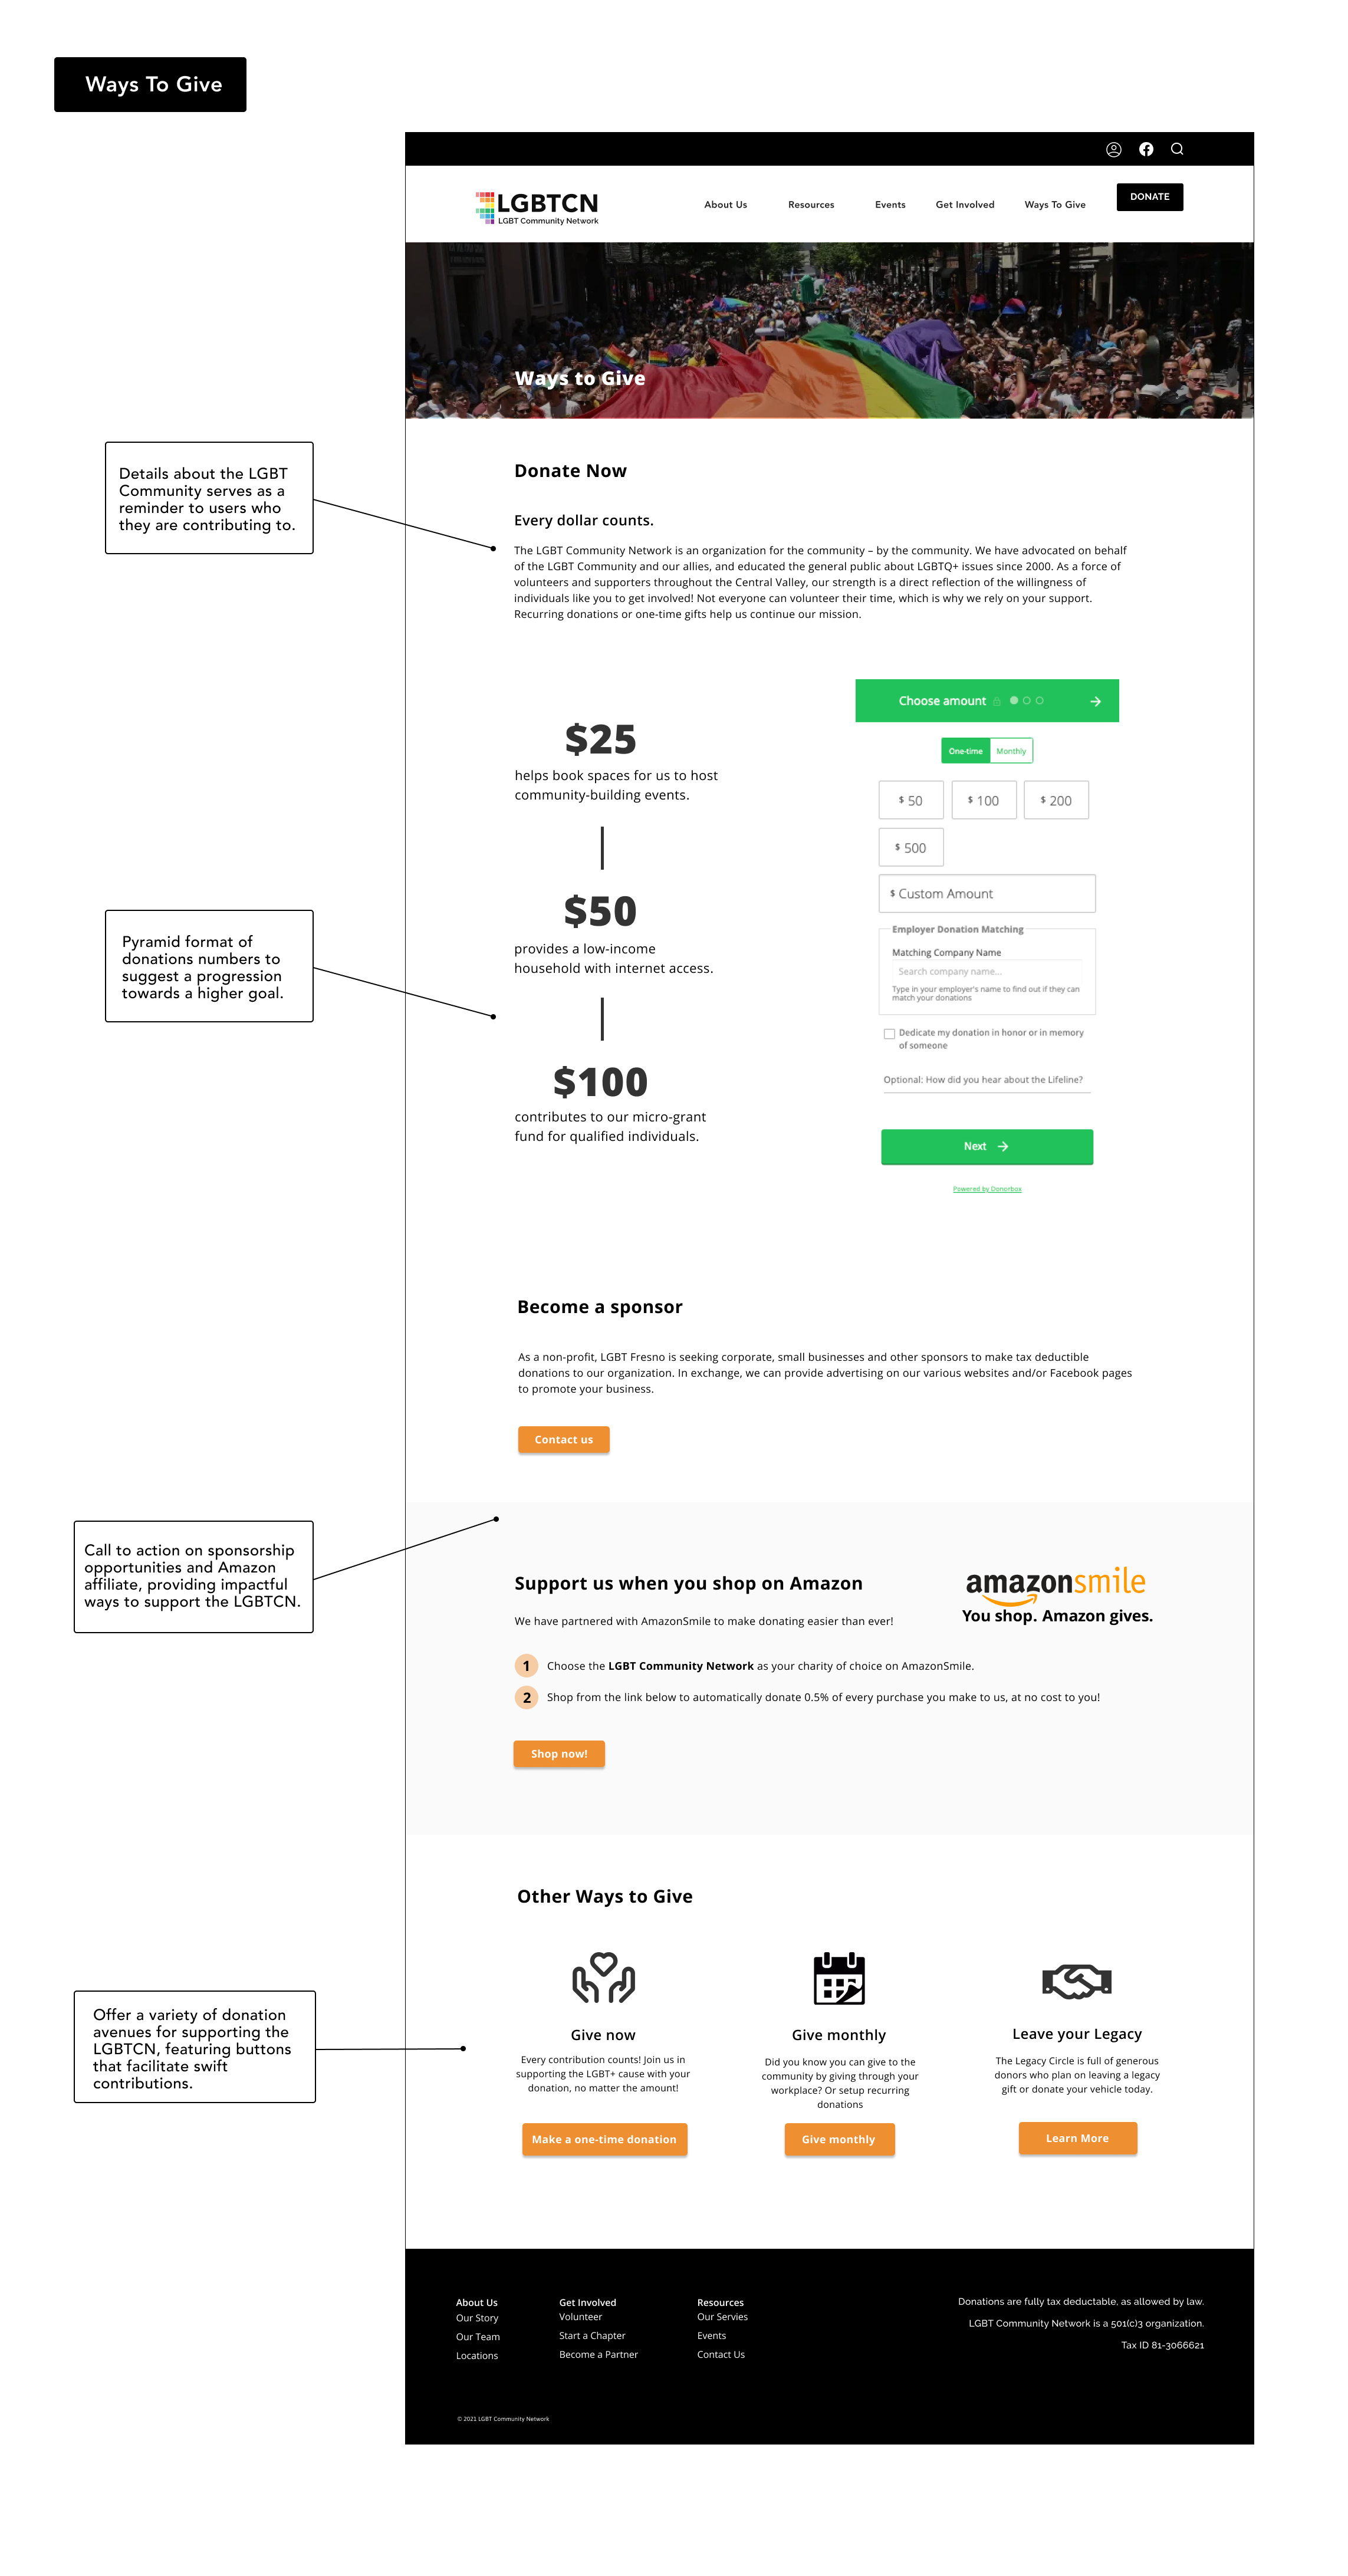 Ways To Give
LGBTCN
LGBT Community Network
About Us
Resources
Events
Get Involved
Ways To Give
DONATE
Ways to Give
Details about the LGBT
Community serves as a
reminder to users who
they are contributing to.
Donate Now
Every dollar counts.
The LGBT Community Network is an organization for the community – by the community. We have advocated on behalf
of the LGBT Community and our allies, and educated the general public about LGBTQ+ issues since 2000. As a force of
volunteers and supporters throughout the Central Valley, our strength is a direct reflection of the willingness of
individuals like you to get involved! Not everyone can volunteer their time, which is why we rely on your support.
Recurring donations or one-time gifts help us continue our mission.
Pyramid format of
donations numbers to
suggest a progression
towards a higher goal.
$25
helps book spaces for us to host
community-building events.
$50
provides a low-income
household with internet access.
$100
contributes to our micro-grant
fund for qualified individuals.
Choose amount
One-time
Monthly
$ 50
$ 100
$ 200
$ 500
$ Custom Amount
Employer Donation Matching
Matching Company Name
Search company name...
Type in your employer's name to find out if they can
match your donations
Dedicate my donation in honor or in memory
of someone
Optional: How did you hear about the Lifeline?
Next
Powered by Donorbox
Become a sponsor
As a non-profit, LGBT Fresno is seeking corporate, small businesses and other sponsors to make tax deductible
donations to our organization. In exchange, we can provide advertising on our various websites and/or Facebook pages
to promote your business.
Contact us
Call to action on sponsorship
opportunities and Amazon
affiliate, providing impactful
ways to support the LGBTCN.
Support us when you shop on Amazon
amazonsmile
You shop. Amazon gives.
We have partnered with AmazonSmile to make donating easier than ever!
1 Choose the LGBT Community Network as your charity of choice on AmazonSmile.
2 Shop from the link below to automatically donate 0.5% of every purchase you make to us, at no cost to you!
Shop now!
Other Ways to Give
Offer a variety of donation
avenues for supporting the
LGBTCN, featuring buttons
that facilitate swift
contributions.
Give now
Every contribution counts! Join us in
supporting the LGBT+ cause with your
donation, no matter the amount!
Make a one-time donation
Give monthly
Did you know you can give to the
community by giving through your
workplace? Or setup recurring
donations
Give monthly
Leave your Legacy
The Legacy Circle is full of generous
donors who plan on leaving a legacy
gift or donate your vehicle today.
Learn More
About Us
Our Story
Our Team
Locations
Get Involved
Volunteer
Start a Chapter
Become a Partner
Resources
Our Servies
Events
Contact Us
Donations are fully tax deductable, as allowed by law.
LGBT Community Network is a 501(c)3 organization.
Tax ID 81-3066621
© 2021 LGBT Community Network